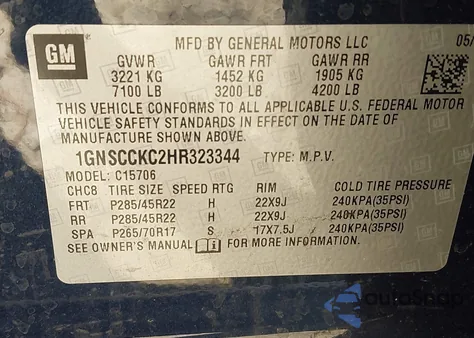 GM
MFD BY GENERAL MOTORS LLC 05/
GVWR GAWR FRT GAWR RR
3221 KG 1452 KG 1905 KG
7100 LB 3200 LB 4200 LB
THIS VEHICLE CONFORMS TO ALL APPLICABLE U.S. FEDERAL MOTOR
VEHICLE SAFETY STANDARDS IN EFFECT ON THE DATE OF
MANUFACTURE SHOWN ABOVE.
1GNSCCKC2HR323344 TYPE: M.P.V.
MODEL: C15706
CHC8 TIRE SIZE SPEED RTG RIM COLD TIRE PRESSURE
FRT P285/45R22 H 22X9J 240KPA(35PSI)
RR P285/45R22 H 22X9J 240KPA(35PSI)
SPA P265/70R17 S 17X7.5J 240KPA(35PSI)
SEE OWNER'S MANUAL FOR MORE INFORMATION.
autoSnap